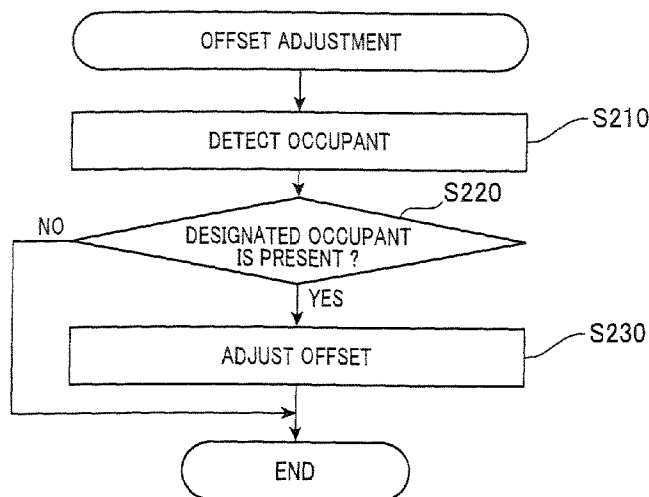 OFFSET ADJUSTMENT
DETECT OCCUPANT
S210
S220
NO
DESIGNATED OCCUPANT
IS PRESENT ?
YES
ADJUST OFFSET
S230
END